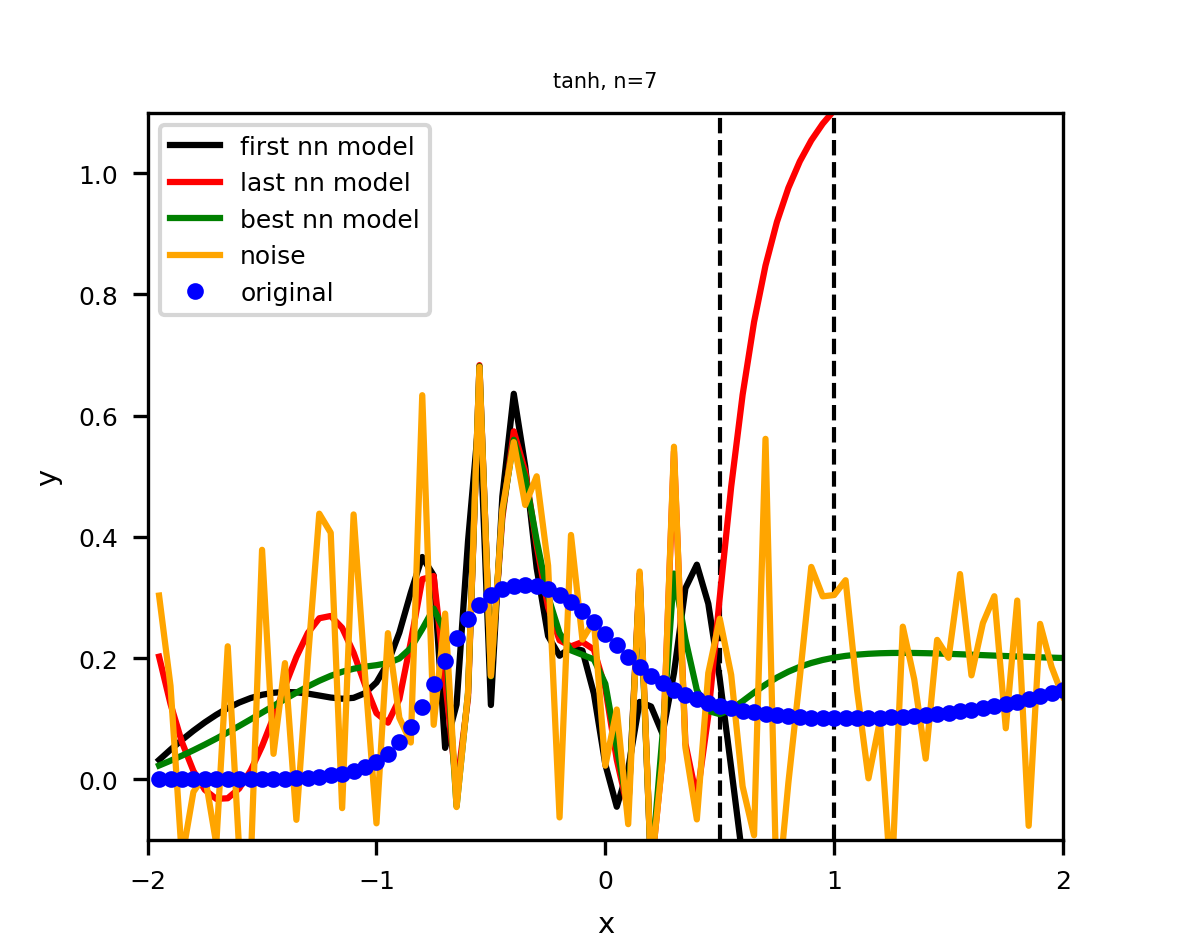 tanh, n=7
first nn model
last nn model
best nn model
noise
original
1.0
0.8
0.6
0.4
0.2
0.0
y
−2
−1
0
1
2
x